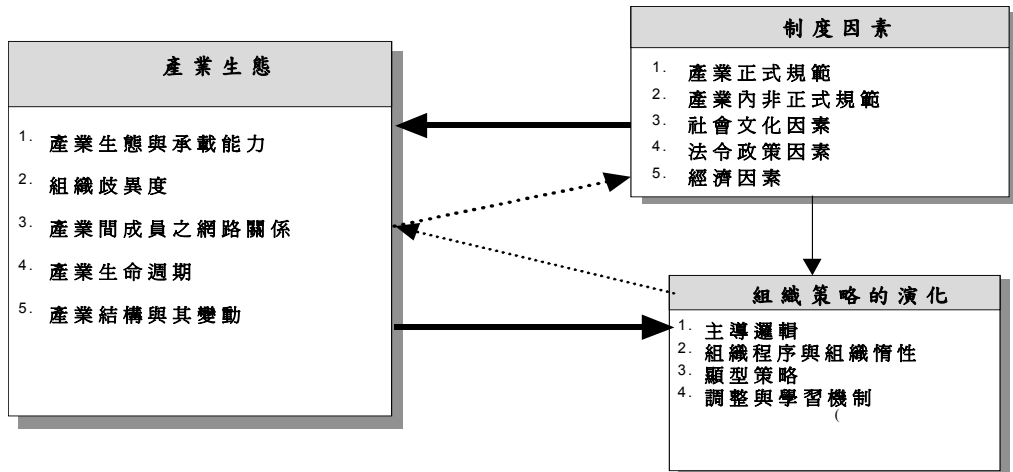 產業生態
1. 產業生態與承載能力
2. 組織歧異度
3. 產業間成員之網路關係
4. 產業生命週期
5. 產業結構與其變動
制度因素
1. 產業正式規範
2. 產業內非正式規範
3. 社會文化因素
4. 法令政策因素
5. 經濟因素
組織策略的演化
1. 主導邏輯
2. 組織程序與組織惰性
3. 顯型策略
4. 調整與學習機制
(